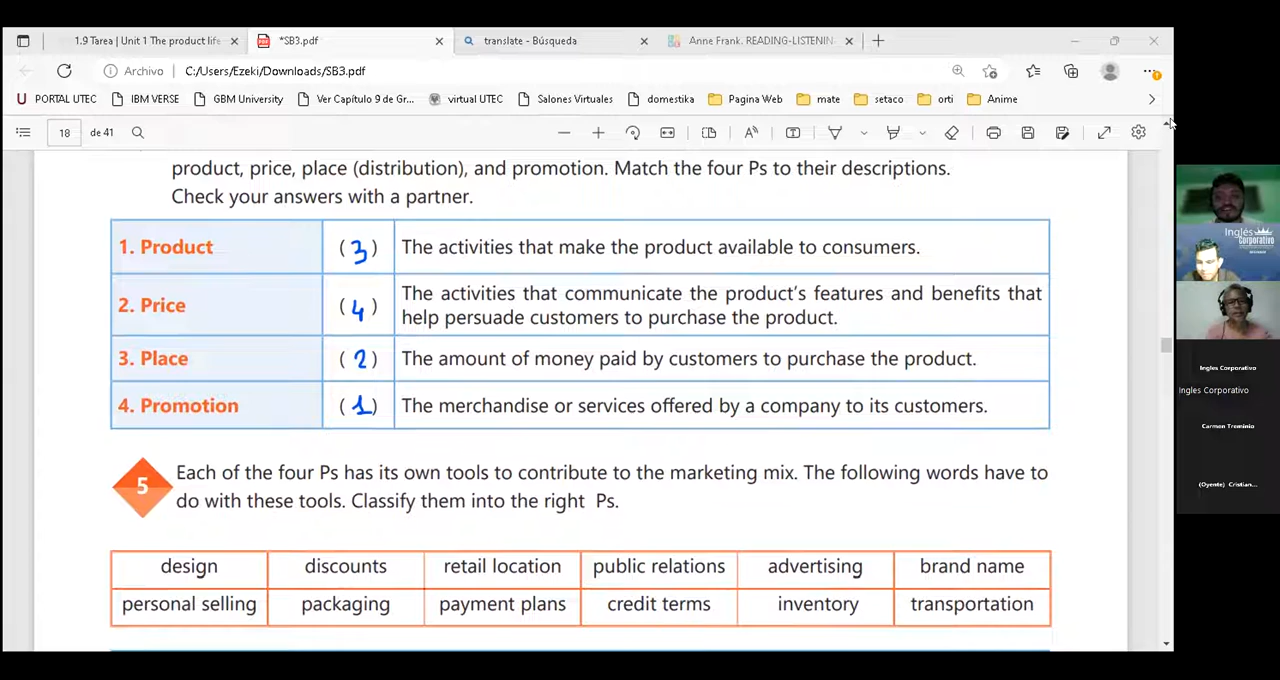 1.9 Tarea | Unit 1 The product life
*SB3.pdf
translate - Búsqueda
Anne Frank. READING-LISTENIN
Archivo | C:/Users/Ezeki/Downloads/SB3.pdf
PORTAL UTEC
IBM VERSE
GBM University
Ver Capítulo 9 de Gr...
virtual UTEC
Salones Virtuales
domestika
Pagina Web
mate
setaco
orti
Anime
18 de 41
product, price, place (distribution), and promotion. Match the four Ps to their descriptions.
Check your answers with a partner.
1. Product (3) The activities that make the product available to consumers.
2. Price (4) The activities that communicate the product's features and benefits that
help persuade customers to purchase the product.
3. Place (2) The amount of money paid by customers to purchase the product.
4. Promotion (1) The merchandise or services offered by a company to its customers.
5 Each of the four Ps has its own tools to contribute to the marketing mix. The following words have to
do with these tools. Classify them into the right Ps.
design discounts retail location public relations advertising brand name
personal selling packaging payment plans credit terms inventory transportation
Inglés
Corporativo
Ingles Corporativo
Ingles Corporativo
Carmen Treminio
(Oyente) Cristian...